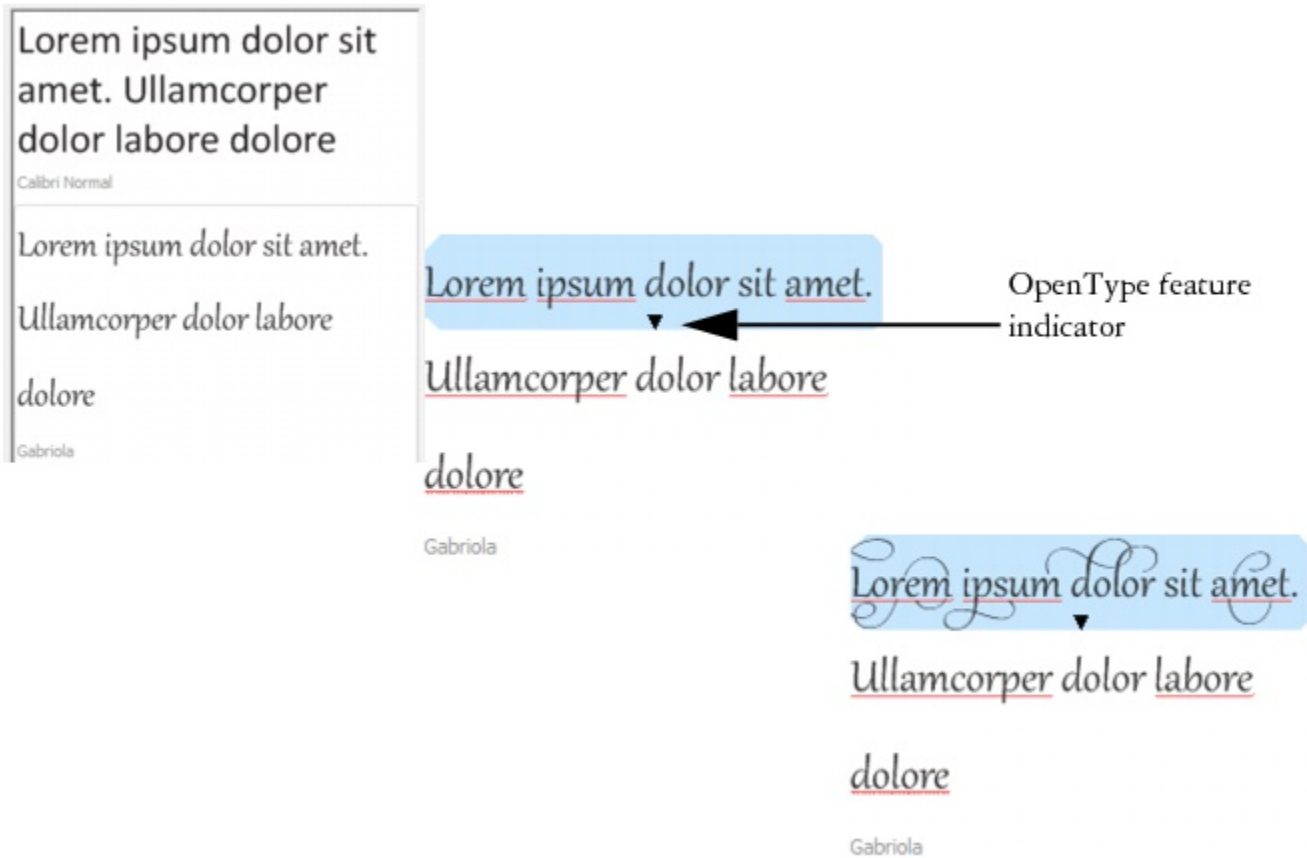 Lorem ipsum dolor sit
amet. Ullamcorper
dolor labore dolore
Calibri Normal
Lorem ipsum dolor sit amet.
Ullamcorper dolor labore
dolore
Gabriola
Lorem ipsum dolor sit amet.
Ullamcorper dolor labore
dolore
Gabriola
OpenType feature
indicator
Lorem ipsum dolor sit amet.
Ullamcorper dolor labore
dolore
Gabriola